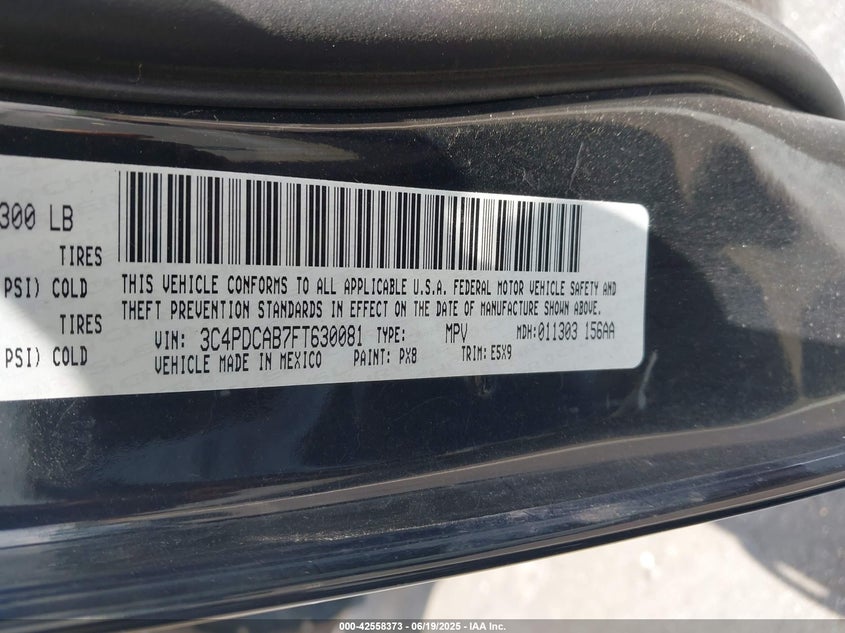 300 LB
TIRES
PSI) COLD
TIRES
PSI) COLD
THIS VEHICLE CONFORMS TO ALL APPLICABLE U.S.A. FEDERAL MOTOR VEHICLE SAFETY AND
THEFT PREVENTION STANDARDS IN EFFECT ON THE DATE OF MANUFACTURE SHOWN ABOVE.
VIN: 3C4PDCAB7FT630081 TYPE: MPV MDH:011303 156AA
VEHICLE MADE IN MEXICO PAINT: PX8 TRIM: E5X9
000-42558373 - 06/19/2025 - IAA Inc.